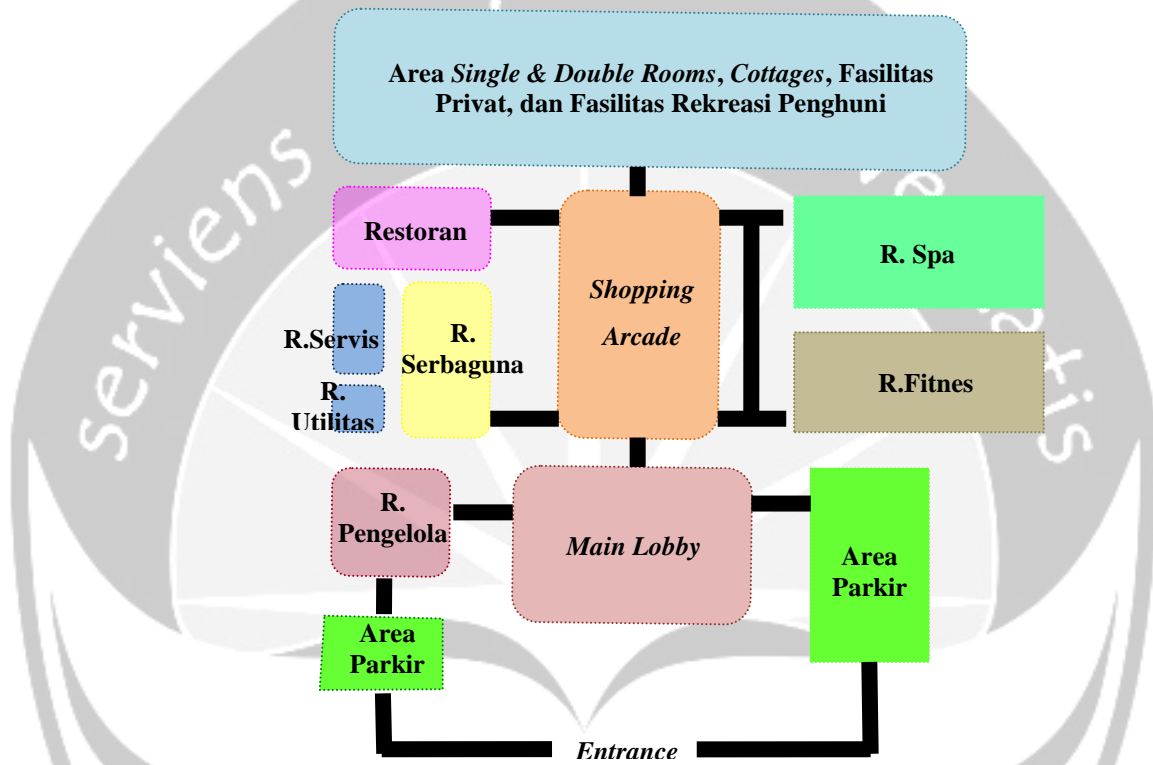 Area Single & Double Rooms, Cottages, Fasilitas
Privat, dan Fasilitas Rekreasi Penghuni
Restoran
R. Spa
Shopping
Arcade
R.Servis
R.
Serbaguna
R.Fitnes
R.
Utilitas
R.
Pengelola
Main Lobby
Area
Parkir
Area
Parkir
Entrance
serviens